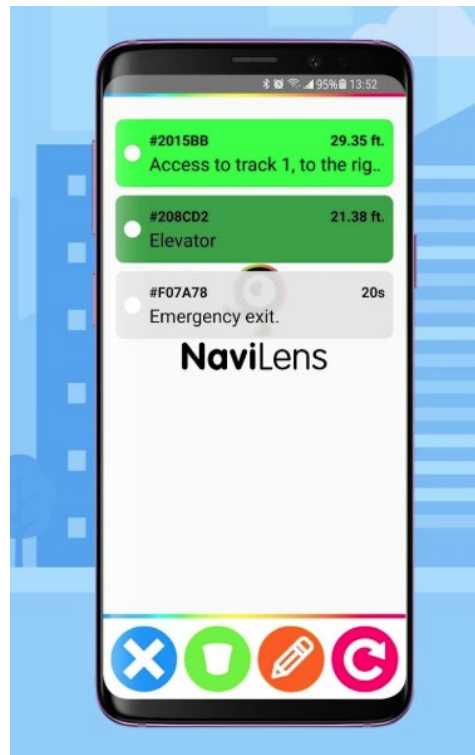 95% 13:52
#2015BB 29.35 ft.
Access to track 1, to the rig..
#208CD2 21.38 ft.
Elevator
#F07A78 20s
Emergency exit.
NaviLens